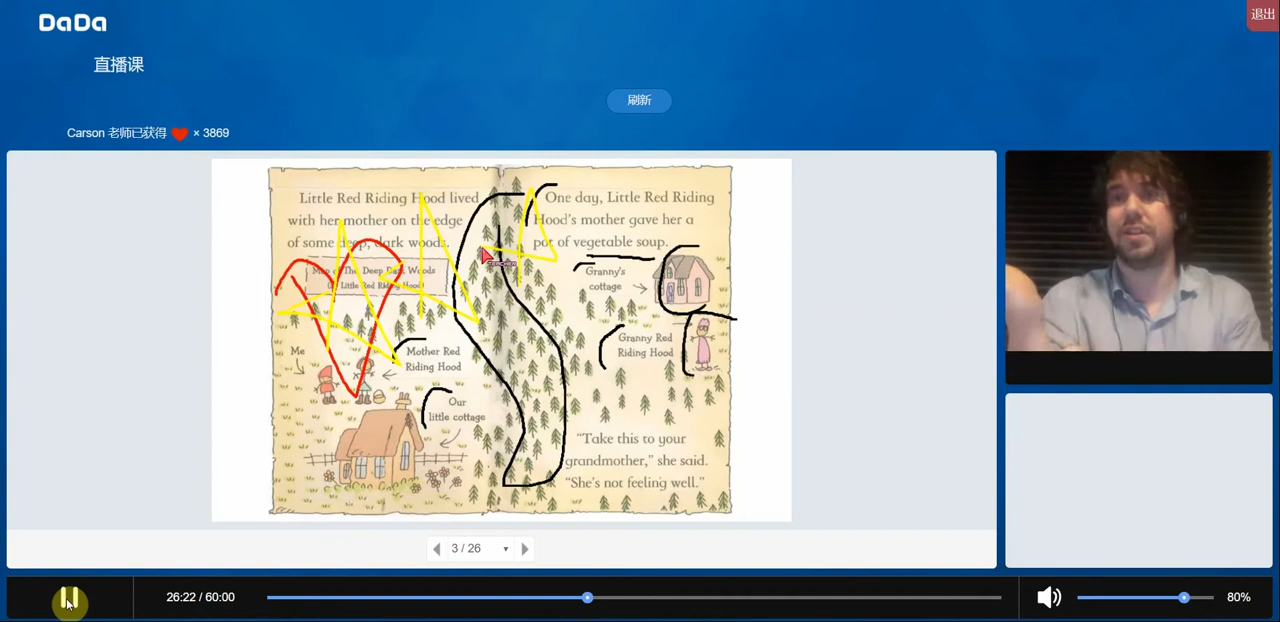 DaDa
退出
直播课
刷新
Carson 老师已获得 × 3869
Little Red Riding Hood lived
with her mother on the edge
of some deep, dark woods.
Map of The Deep Dark Woods
By Little Red Riding Hood
Me
Mother Red
Riding Hood
Our
little cottage
One day, Little Red Riding
Hood's mother gave her a
pot of vegetable soup.
TEACHER
Granny's
cottage
Granny Red
Riding Hood
"Take this to your
grandmother," she said.
"She's not feeling well."
3 / 26
26:22 / 60:00
80%